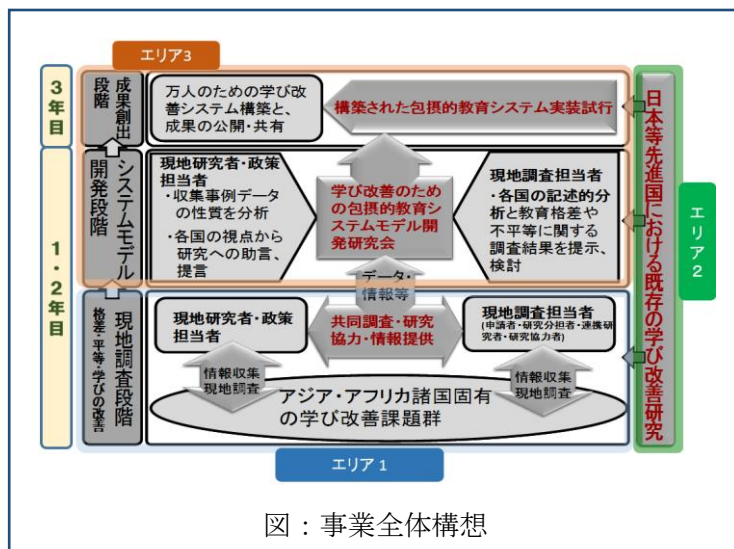 エリア3
3年目
成果創出
段階
万人のための学び改
善システム構築と、
成果の公開・共有
構築された包摂的教育システム実装試行
1・2年目
システムモデル
開発段階
現地研究者・政策
担当者
・収集事例データ
の性質を分析
・各国の視点から
研究への助言、
提言
学び改善のため
の包摂的教育シ
ステムモデル開
発研究会
現地調査担当者
・各国の記述的分
析と教育格差や
不平等に関する
調査結果を提示、
検討
データ・
情報等
現地調査段階
格差・平等・学びの改善
現地研究者・政策
担当者
共同調査・研究
協力・情報提供
現地調査担当者
(申請者・研究分担者・連携研
究者・研究協力者)
情報収集
現地調査
情報収集
現地調査
アジア・アフリカ諸国固有
の学び改善課題群
エリア1
日本等先進国における既存の学び改善研究
エリア2
図：事業全体構想